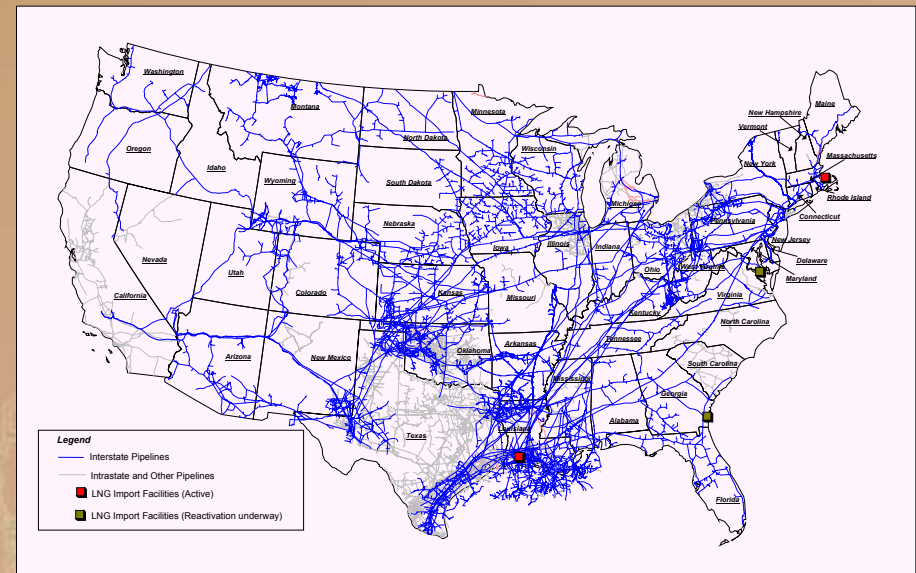 Washington
Montana
North Dakota
Minnesota
Maine
New Hampshire
Vermont
Massachusetts
New York
Wisconsin
Oregon
Idaho
South Dakota
Wyoming
Michigan
Rhode Island
Connecticut
Pennsylvania
Nebraska
Iowa
Illinois
Indiana
New Jersey
Nevada
Utah
Ohio
West Virginia
Delaware
Maryland
California
Colorado
Kansas
Missouri
Virginia
Kentucky
North Carolina
Tennessee
Arizona
New Mexico
Oklahoma
Arkansas
South Carolina
Mississippi
Georgia
Alabama
Texas
Louisiana
Florida
Legend
Interstate Pipelines
Intrastate and Other Pipelines
LNG Import Facilities (Active)
LNG Import Facilities (Reactivation underway)